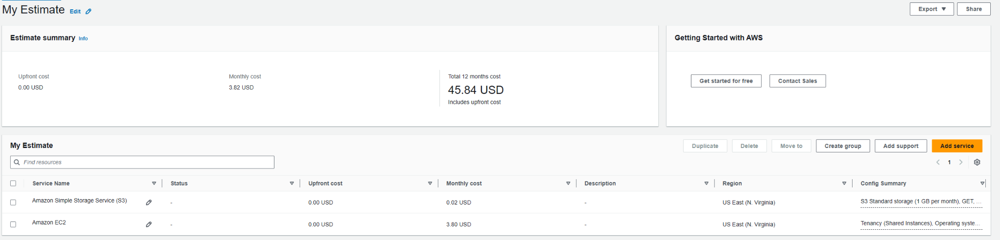 My Estimate Edit
Export Share
Estimate summary Info
Getting Started with AWS
Upfront cost Monthly cost Total 12 months cost
0.00 USD 3.82 USD 45.84 USD
Includes upfront cost
Get started for free Contact Sales
My Estimate
Duplicate Delete Move to Create group Add support Add service
Find resources
1
Service Name Status Upfront cost Monthly cost Description Region Config Summary
Amazon Simple Storage Service (S3) - 0.00 USD 0.02 USD - US East (N. Virginia) S3 Standard storage (1 GB per month), GET, ...
Amazon EC2 - 0.00 USD 3.80 USD - US East (N. Virginia) Tenancy (Shared Instances), Operating syste...